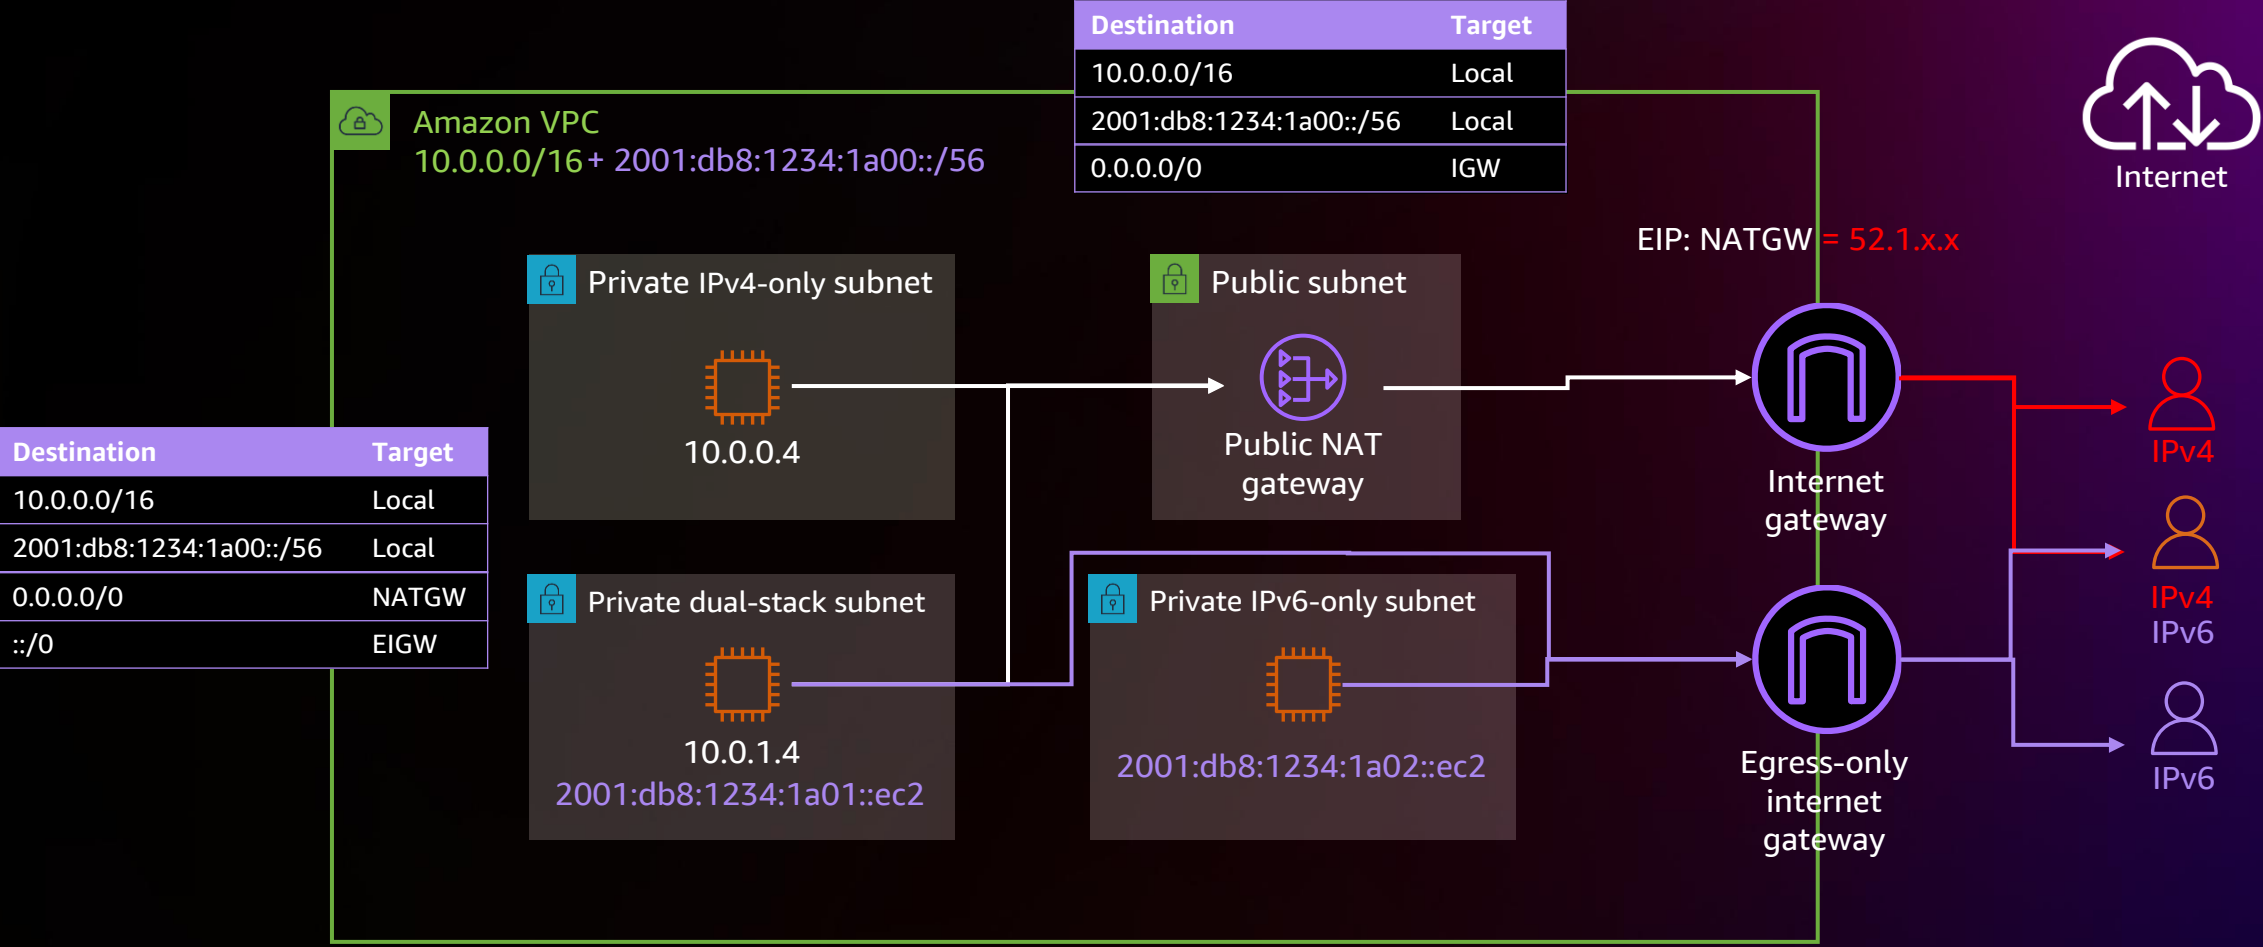 Destination Target
10.0.0.0/16 Local
2001:db8:1234:1a00::/56 Local
0.0.0.0/0 IGW
Internet
Amazon VPC
10.0.0.0/16 + 2001:db8:1234:1a00::/56
EIP: NATGW = 52.1.x.x
Private IPv4-only subnet
10.0.0.4
Public subnet
Public NAT
gateway
Internet
gateway
IPv4
Destination Target
10.0.0.0/16 Local
2001:db8:1234:1a00::/56 Local
0.0.0.0/0 NATGW
::/0 EIGW
Private dual-stack subnet
10.0.1.4
2001:db8:1234:1a01::ec2
Private IPv6-only subnet
2001:db8:1234:1a02::ec2
Egress-only
internet
gateway
IPv4
IPv6
IPv6